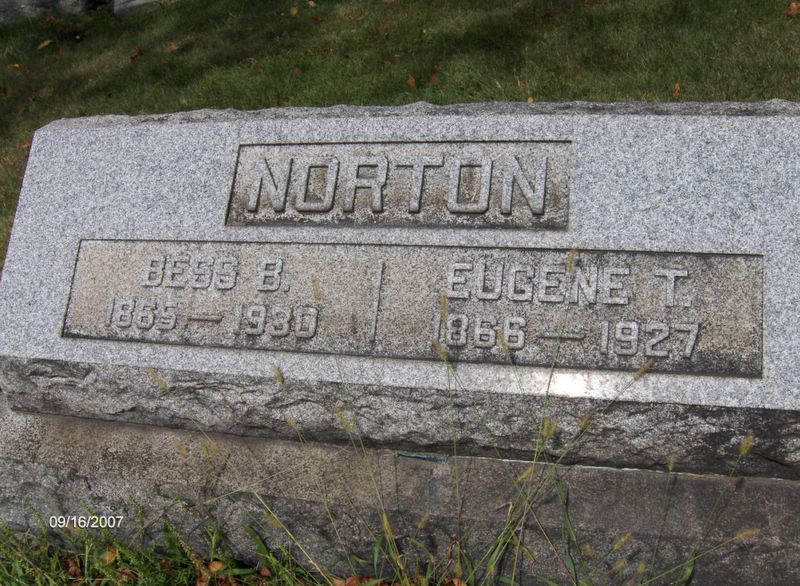 NORTON
BESS B.
1865 — 1930
EUGENE T.
1866 — 1927
09/16/2007